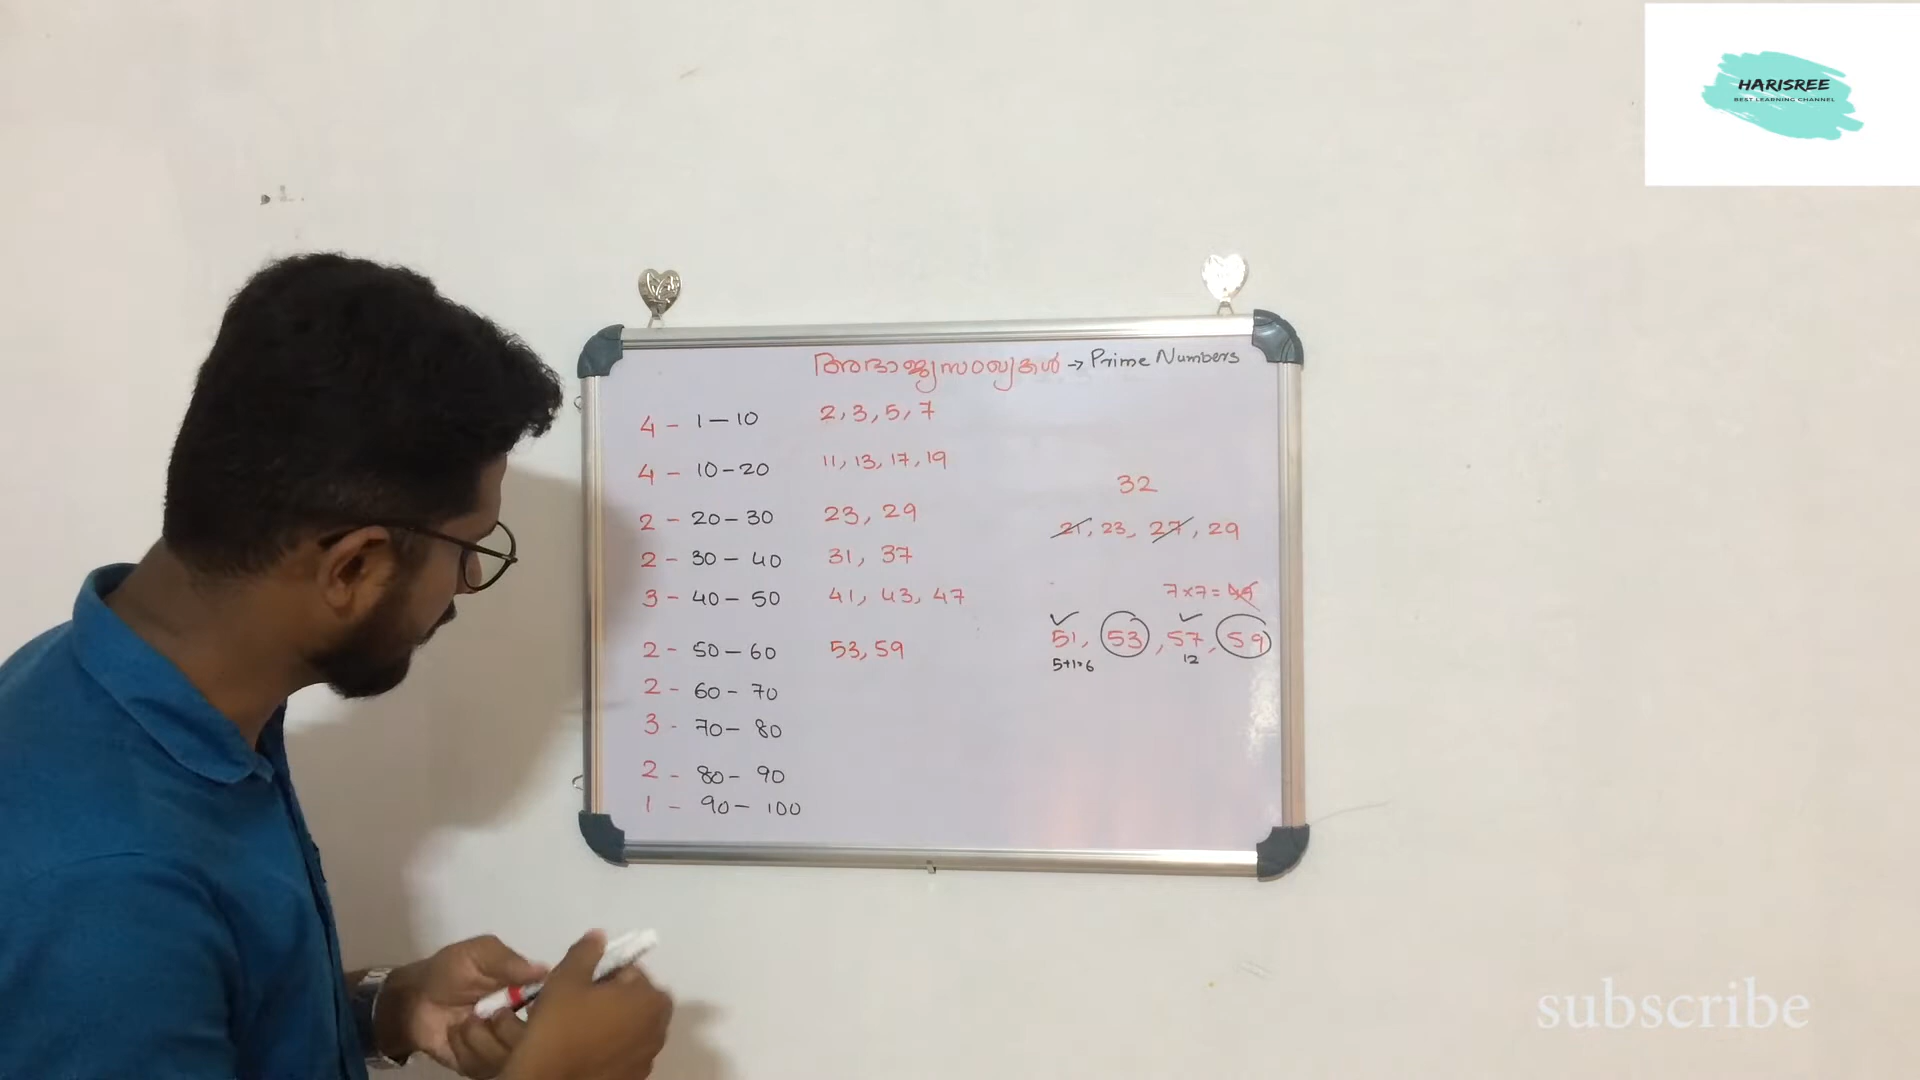 HARISREE
BEST LEARNING CHANNEL
അഭാജ്യസംഖ്യകൾ → Prime Numbers
4 - 1 - 10 2, 3, 5, 7
4 - 10 - 20 11, 13, 17, 19
32
2 - 20 - 30 23, 29
21, 23, 27, 29
2 - 30 - 40 31, 37
3 - 40 - 50 41, 43, 47
7 × 7 = 49
2 - 50 - 60 53, 59
51, 53, 57, 59
5+1=6 12
2 - 60 - 70
3 - 70 - 80
2 - 80 - 90
1 - 90 - 100
subscribe